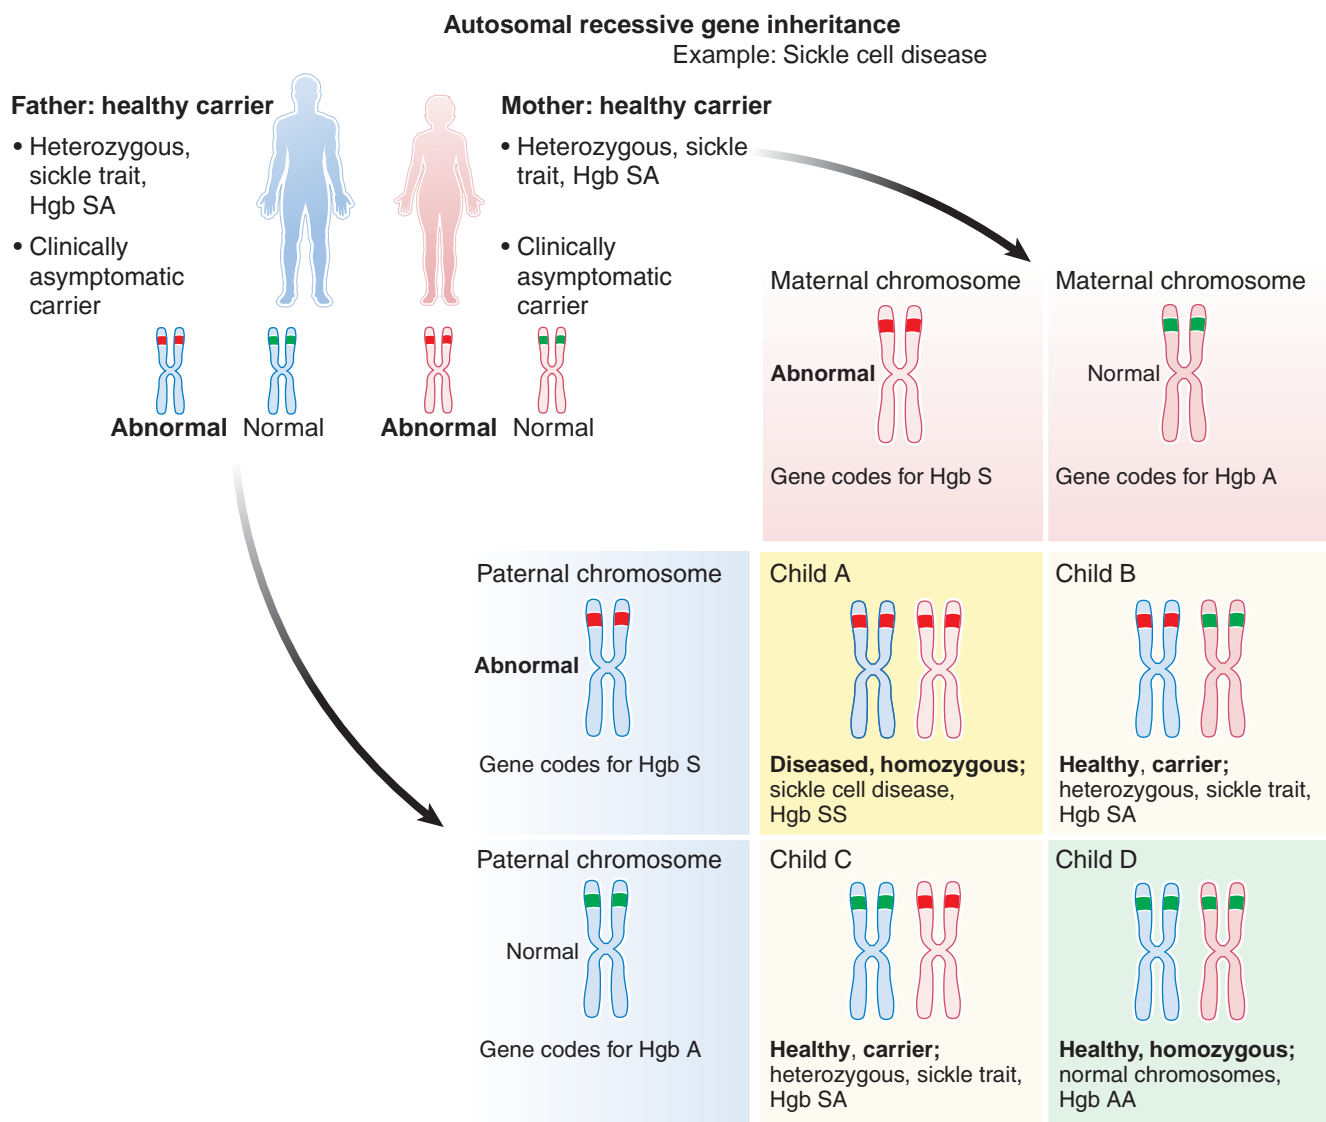 Autosomal recessive gene inheritance
Example: Sickle cell disease
Father: healthy carrier
• Heterozygous,
sickle trait,
Hgb SA
• Clinically
asymptomatic
carrier
Abnormal Normal
Mother: healthy carrier
• Heterozygous, sickle
trait, Hgb SA
• Clinically
asymptomatic
carrier
Abnormal Normal
Maternal chromosome
Abnormal
Gene codes for Hgb S
Maternal chromosome
Normal
Gene codes for Hgb A
Paternal chromosome
Abnormal
Gene codes for Hgb S
Child A
Diseased, homozygous;
sickle cell disease,
Hgb SS
Child B
Healthy, carrier;
heterozygous, sickle trait,
Hgb SA
Paternal chromosome
Normal
Gene codes for Hgb A
Child C
Healthy, carrier;
heterozygous, sickle trait,
Hgb SA
Child D
Healthy, homozygous;
normal chromosomes,
Hgb AA